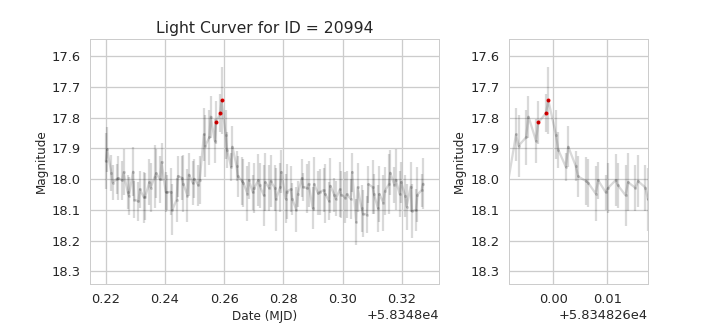 Light Curver for ID = 20994
Magnitude
17.6
17.7
17.8
17.9
18.0
18.1
18.2
18.3
0.22 0.24 0.26 0.28 0.30 0.32
Date (MJD)
+5.8348e4
Magnitude
17.6
17.7
17.8
17.9
18.0
18.1
18.2
18.3
0.00 0.01
+5.834826e4